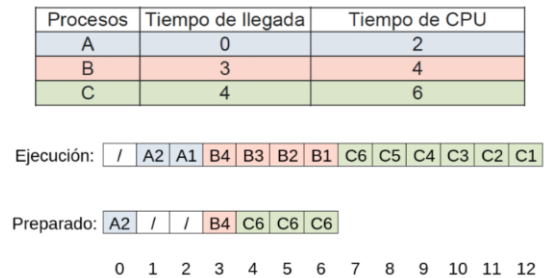 Procesos Tiempo de llegada Tiempo de CPU
A 0 2
B 3 4
C 4 6
Ejecución: / A2 A1 B4 B3 B2 B1 C6 C5 C4 C3 C2 C1
Preparado: A2 / / B4 C6 C6 C6
0 1 2 3 4 5 6 7 8 9 10 11 12